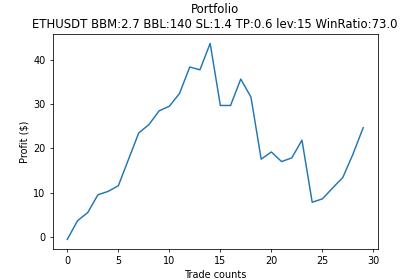 Portfolio
ETHUSDT BBM:2.7 BBL:140 SL:1.4 TP:0.6 lev:15 WinRatio:73.0
40
30
20
10
0
Profit ($)
0 5 10 15 20 25 30
Trade counts